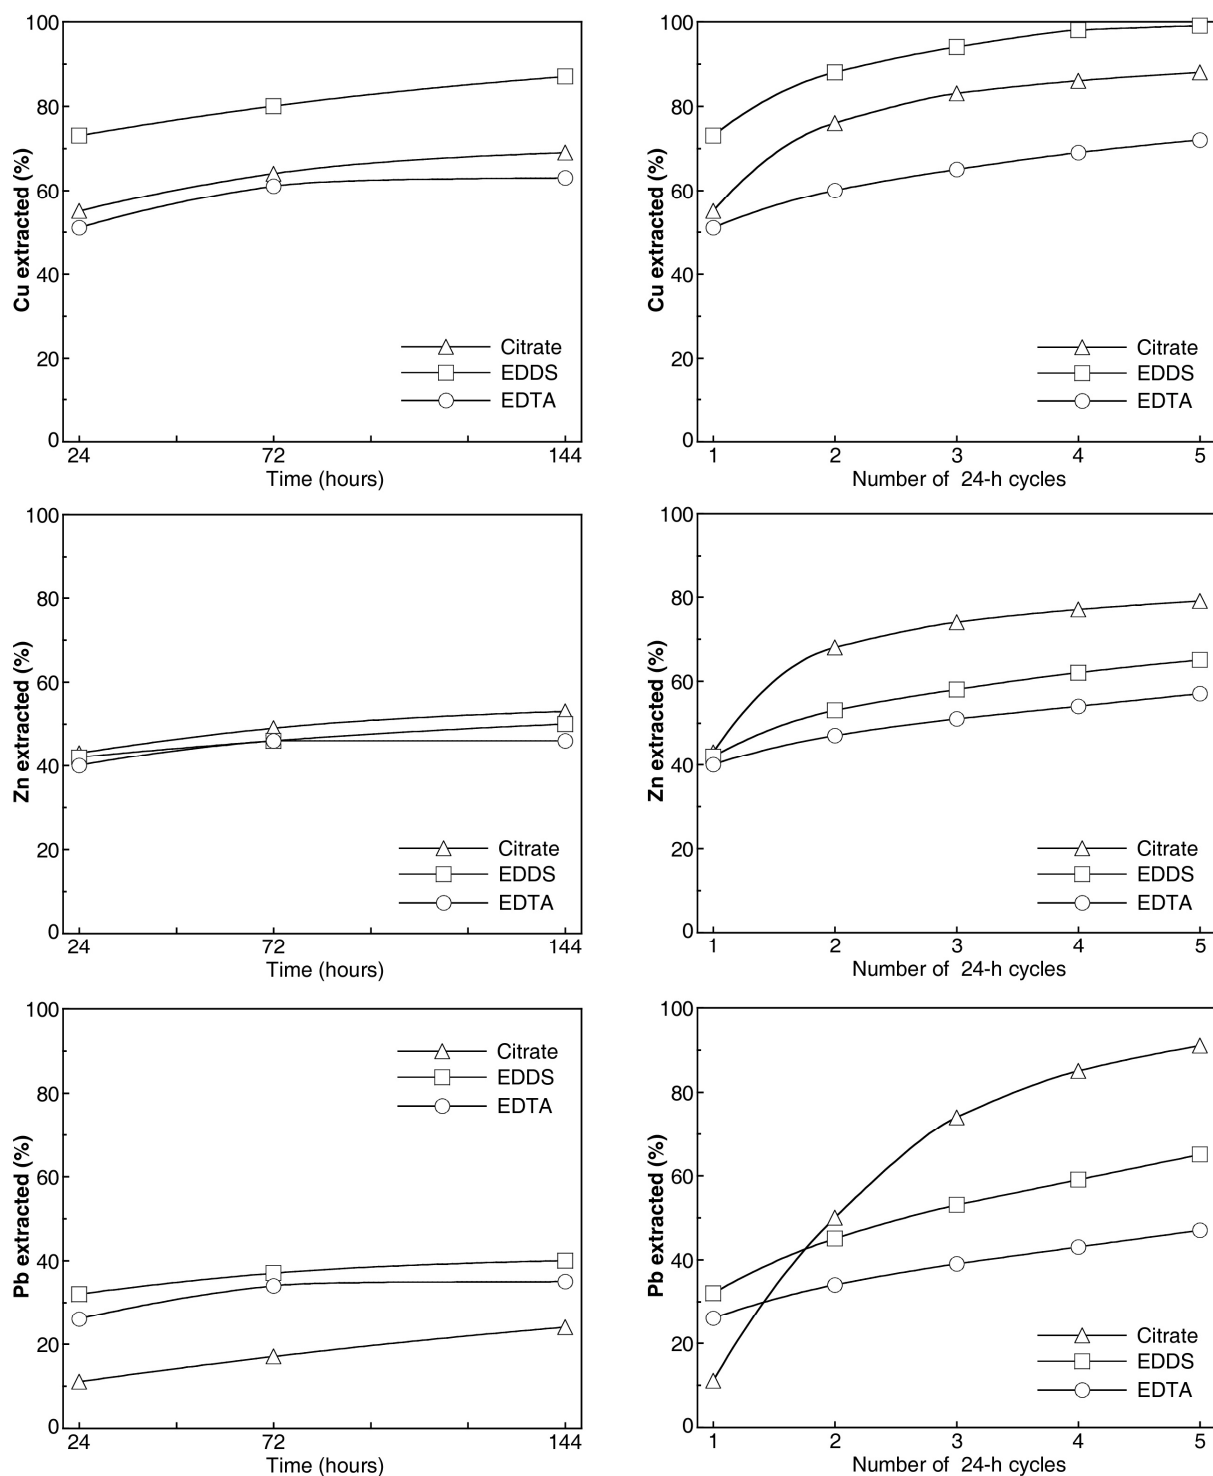 Cu extracted (%)
100
80
60
40
20
0
Citrate
EDDS
EDTA
24 72 144
Time (hours)
Cu extracted (%)
100
80
60
40
20
0
Citrate
EDDS
EDTA
1 2 3 4 5
Number of 24-h cycles
Zn extracted (%)
100
80
60
40
20
0
Citrate
EDDS
EDTA
24 72 144
Time (hours)
Zn extracted (%)
100
80
60
40
20
0
Citrate
EDDS
EDTA
1 2 3 4 5
Number of 24-h cycles
Pb extracted (%)
100
80
60
40
20
0
Citrate
EDDS
EDTA
24 72 144
Time (hours)
Pb extracted (%)
100
80
60
40
20
0
Citrate
EDDS
EDTA
1 2 3 4 5
Number of 24-h cycles